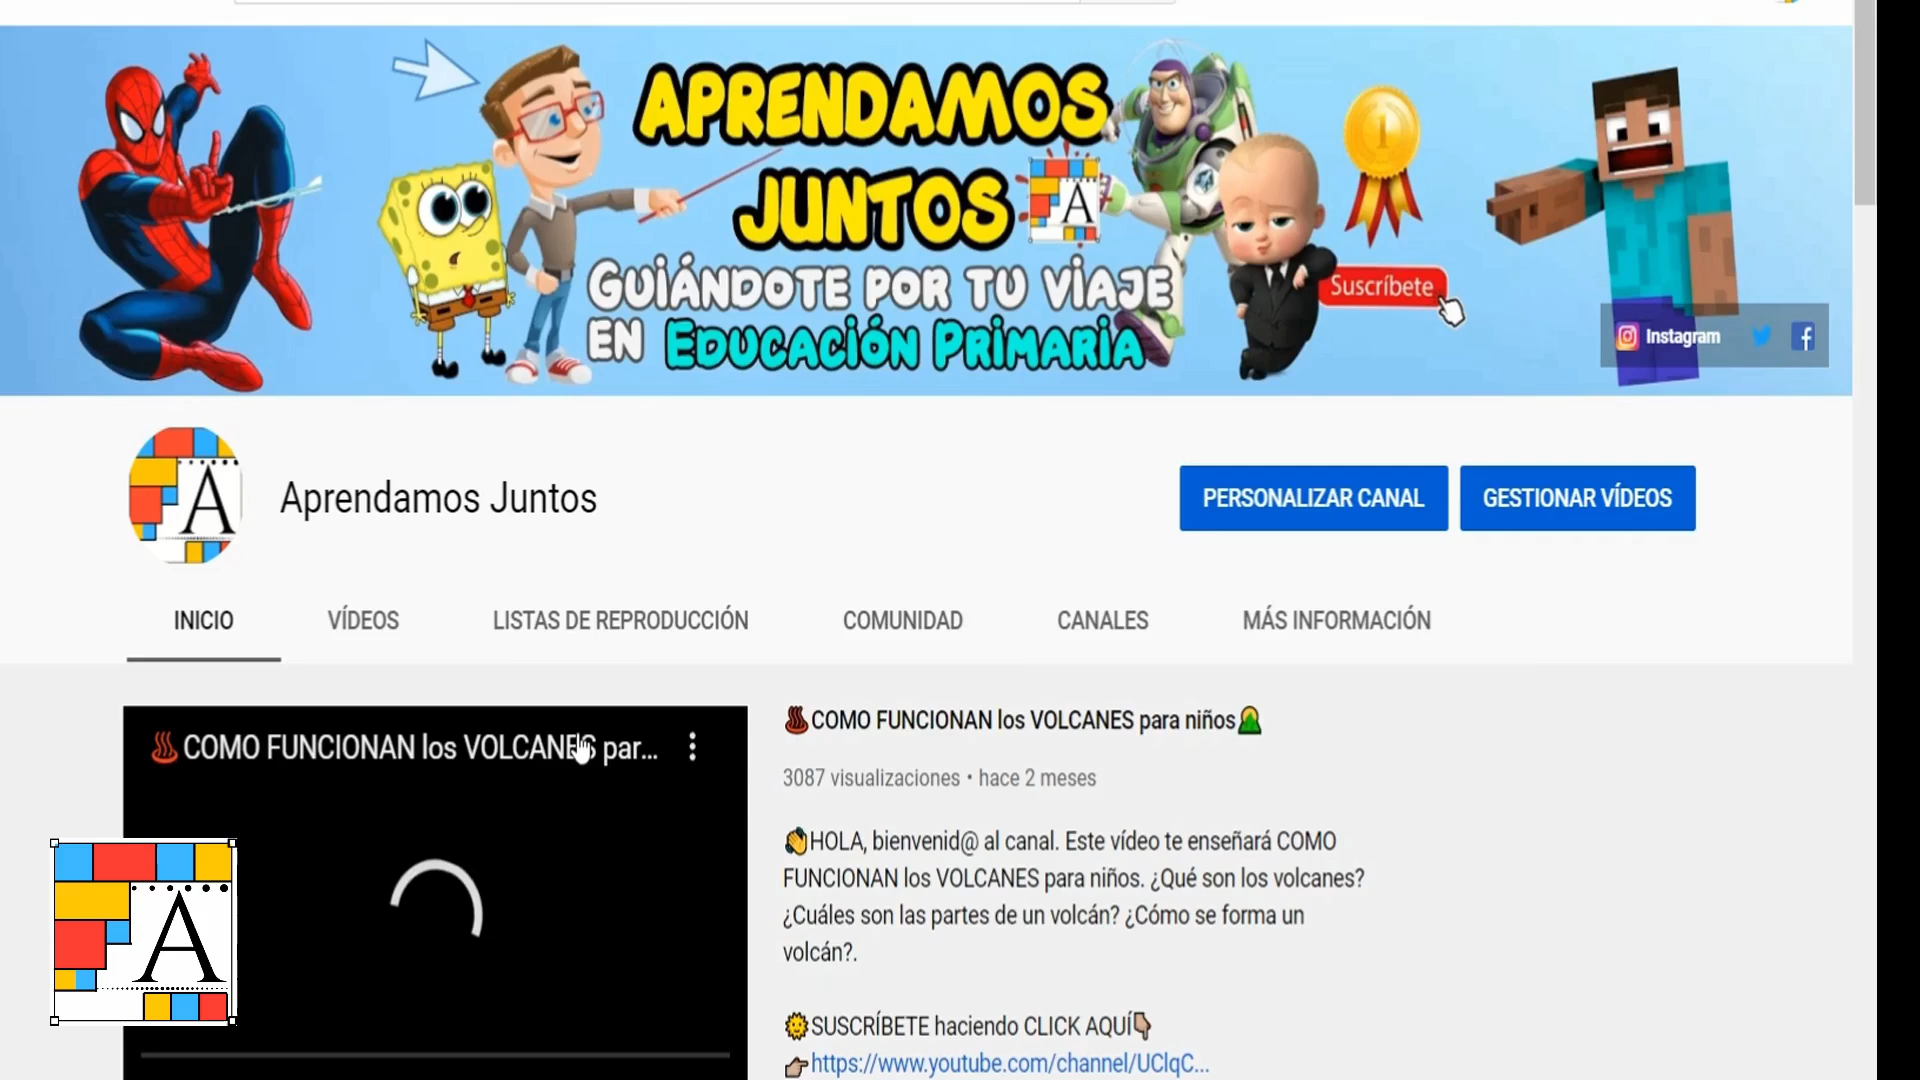 APRENDAMOS
JUNTOS
A
GUIÁNDOTE POR TU VIAJE
EN EDUCACIÓN PRIMARIA
1
Suscríbete
Instagram
A
Aprendamos Juntos
PERSONALIZAR CANAL
GESTIONAR VÍDEOS
INICIO
VÍDEOS
LISTAS DE REPRODUCCIÓN
COMUNIDAD
CANALES
MÁS INFORMACIÓN
COMO FUNCIONAN los VOLCANES par...
COMO FUNCIONAN los VOLCANES para niños
3087 visualizaciones • hace 2 meses
HOLA, bienvenid@ al canal. Este vídeo te enseñará COMO
FUNCIONAN los VOLCANES para niños. ¿Qué son los volcanes?
¿Cuáles son las partes de un volcán? ¿Cómo se forma un
volcán?.
SUSCRÍBETE haciendo CLICK AQUÍ
https://www.youtube.com/channel/UClqC...
A